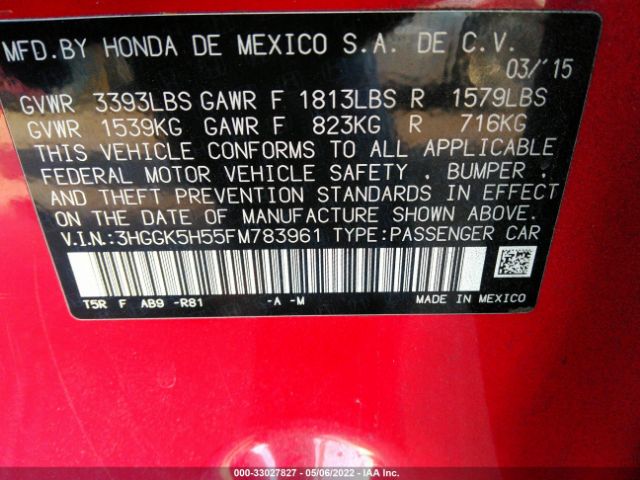 MFD.BY HONDA DE MEXICO S.A. DE C.V.
03/'15
GVWR 3393LBS GAWR F 1813LBS R 1579LBS
GVWR 1539KG GAWR F 823KG R 716KG
THIS VEHICLE CONFORMS TO ALL APPLICABLE
FEDERAL MOTOR VEHICLE SAFETY , BUMPER ,
AND THEFT PREVENTION STANDARDS IN EFFECT
ON THE DATE OF MANUFACTURE SHOWN ABOVE.
V.I.N.:3HGGK5H55FM783961 TYPE:PASSENGER CAR
T5R F AB9 -R81 -A -M MADE IN MEXICO
000-33027827 - 05/06/2022 - IAA Inc.